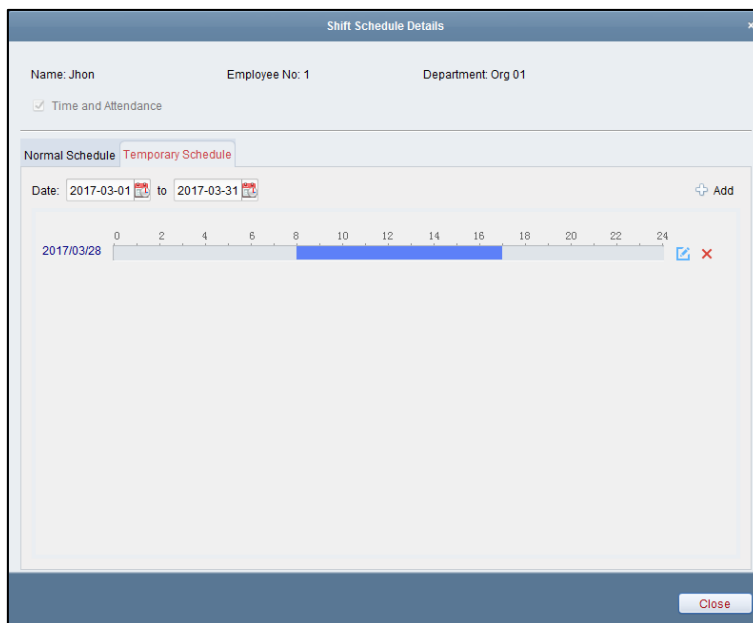 Shift Schedule Details
Name: Jhon Employee No: 1 Department: Org 01
Time and Attendance
Normal Schedule Temporary Schedule
Date: 2017-03-01 to 2017-03-31 Add
0 2 4 6 8 10 12 14 16 18 20 22 24
2017/03/28
Close